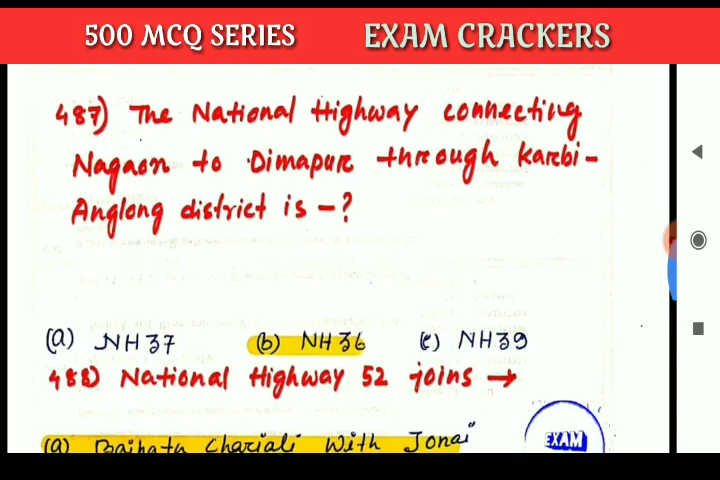 500 MCQ SERIES EXAM CRACKERS
487) The National Highway connecting
Nagaon to Dimapur through Karbi-
Anglong district is -?
(a) NH37 (b) NH36 (c) NH39
488) National Highway 52 joins →
(a) Baihata Chariali With Jonai
EXAM